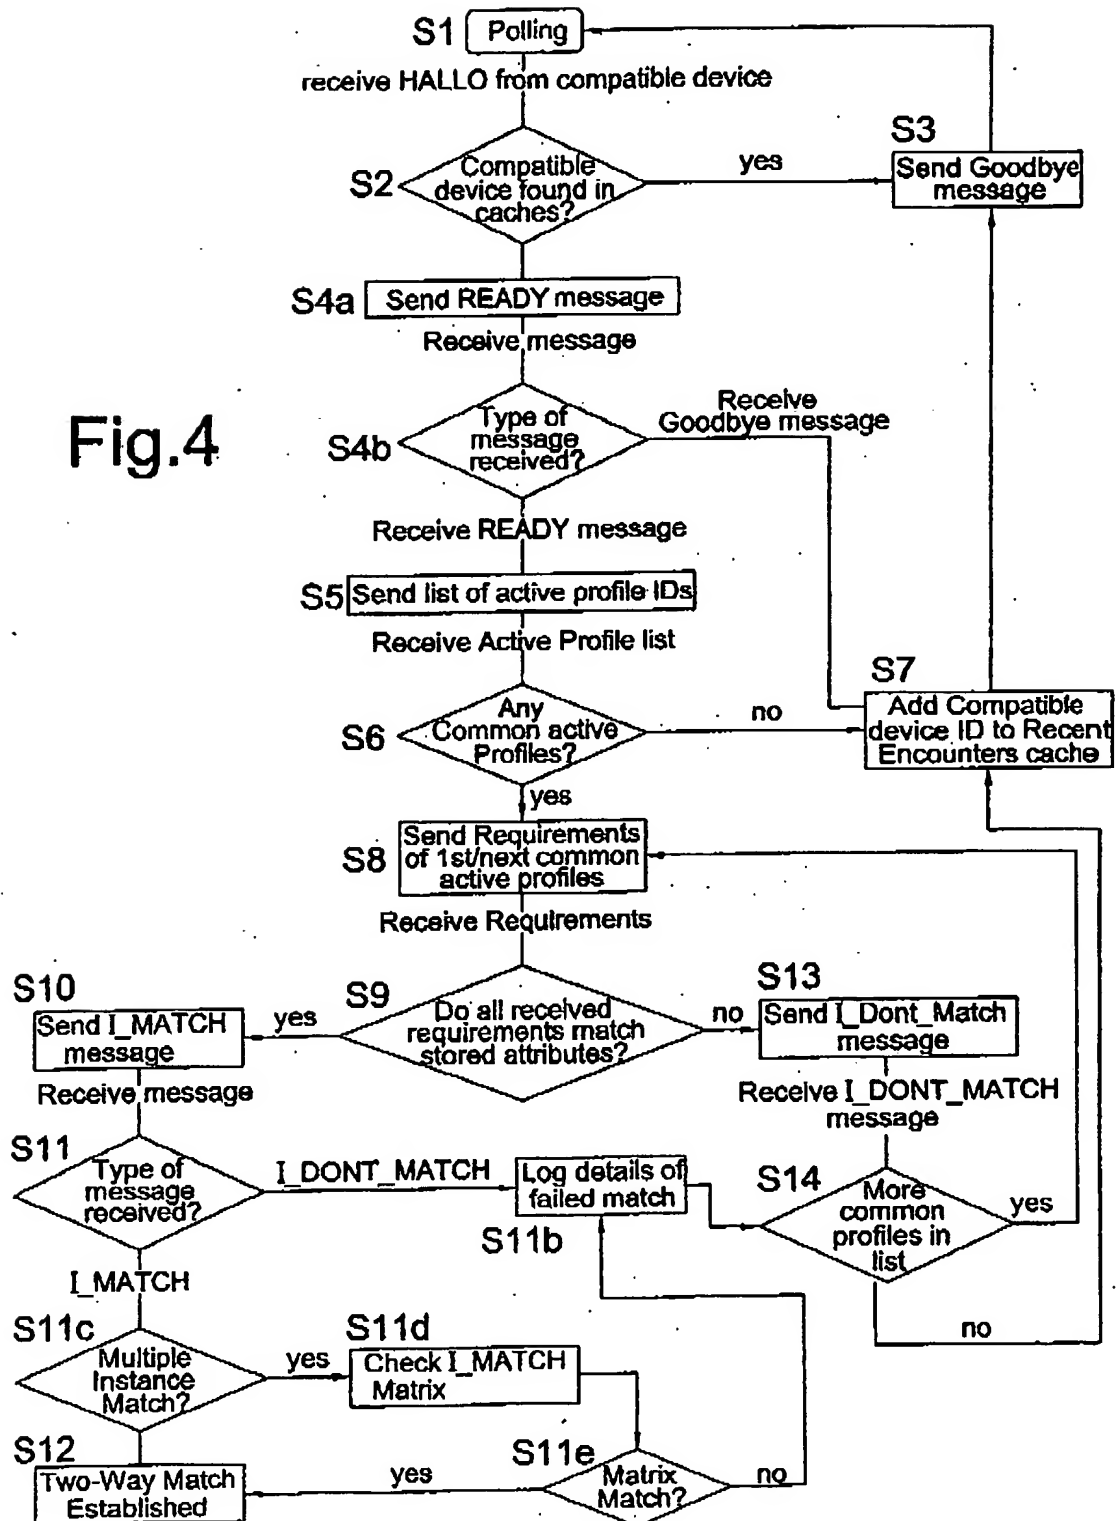 S1
Polling
receive HALLO from compatible device
S3
Send Goodbye
message
S2
Compatible
device found in
caches?
yes
S4a
Send READY message
Receive message
Fig.4
S4b
Type of
message
received?
Receive
Goodbye message
Receive READY message
S5
Send list of active profile IDs
Receive Active Profile list
S6
Any
Common active
Profiles?
no
S7
Add Compatible
device ID to Recent
Encounters cache
yes
S8
Send Requirements
of 1st/next common
active profiles
Receive Requirements
S9
Do all received
requirements match
stored attributes?
yes
no
S10
Send I_MATCH
message
Receive message
S13
Send I_Dont_Match
message
Receive I_DONT_MATCH
message
S11
Type of
message
received?
I_DONT_MATCH
Log details of
failed match
S11b
S14
More
common
profiles in
list
yes
no
I_MATCH
S11c
Multiple
Instance
Match?
yes
S11d
Check I_MATCH
Matrix
S12
Two-Way Match
Established
yes
S11e
Matrix
Match?
no